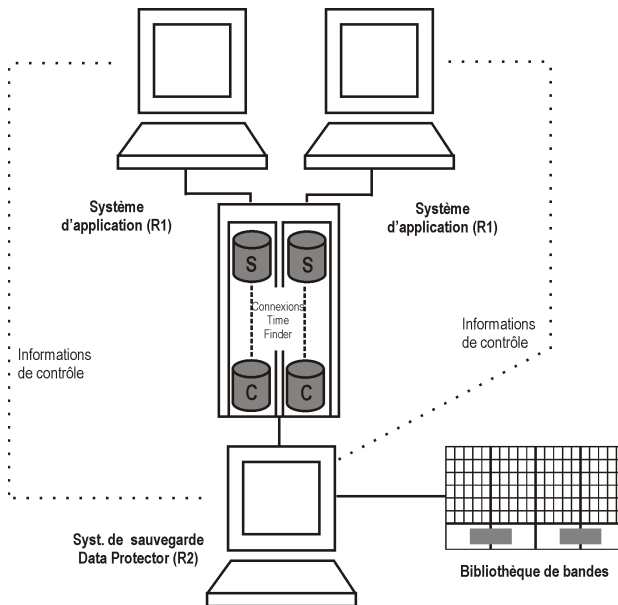 Système
d'application (R1)
Système
d'application (R1)
S
S
Connexions
Time
Finder
Informations
de contrôle
Informations
de contrôle
C
C
Syst. de sauvegarde
Data Protector (R2)
Bibliothèque de bandes